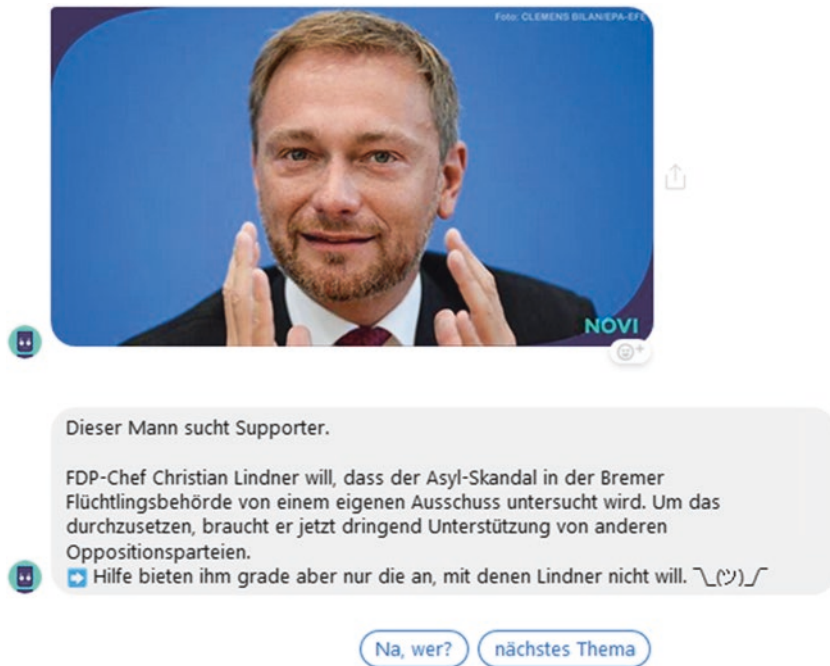 Foto: CLEMENS BILAN/EPA-EFE
NOVI
Dieser Mann sucht Supporter.
FDP-Chef Christian Lindner will, dass der Asyl-Skandal in der Bremer
Flüchtlingsbehörde von einem eigenen Ausschuss untersucht wird. Um das
durchzusetzen, braucht er jetzt dringend Unterstützung von anderen
Oppositionsparteien.
➡️ Hilfe bieten ihm grade aber nur die an, mit denen Lindner nicht will. ¯\_(ツ)_/¯
Na, wer? nächstes Thema